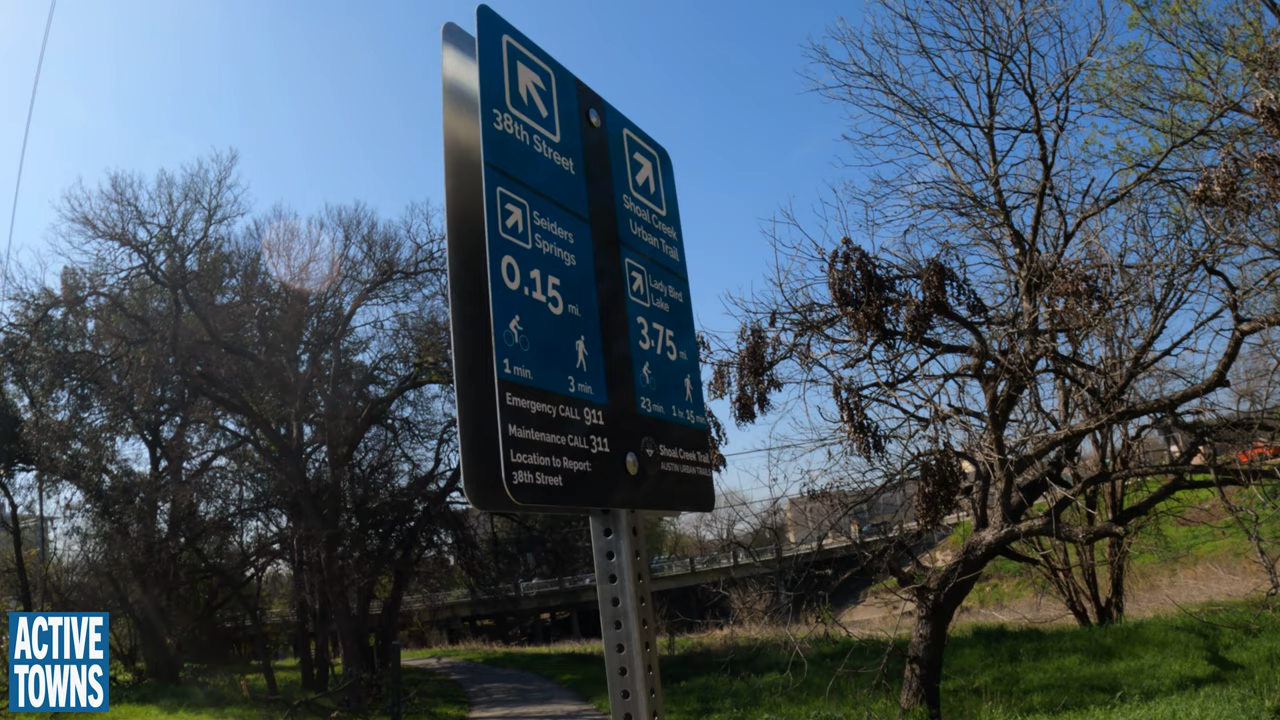 38th Street
Seiders
Springs
0.15 mi.
1 min.
3 min.
Emergency CALL 911
Maintenance CALL 311
Location to Report:
38th Street
Shoal Creek
Urban Trail
Lady Bird
Lake
3.75 mi.
23 min.
1 hr. 15 min.
Shoal Creek Trail
AUSTIN URBAN TRAILS
ACTIVE
TOWNS